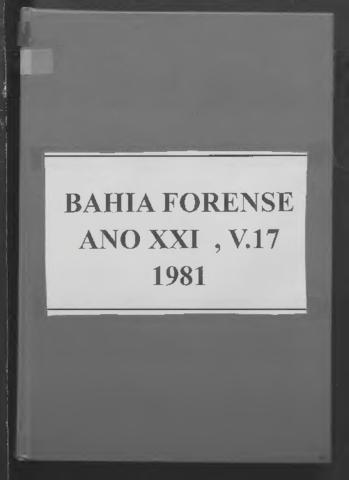 BAHIA FORENSE
ANO XXI , V.17
1981